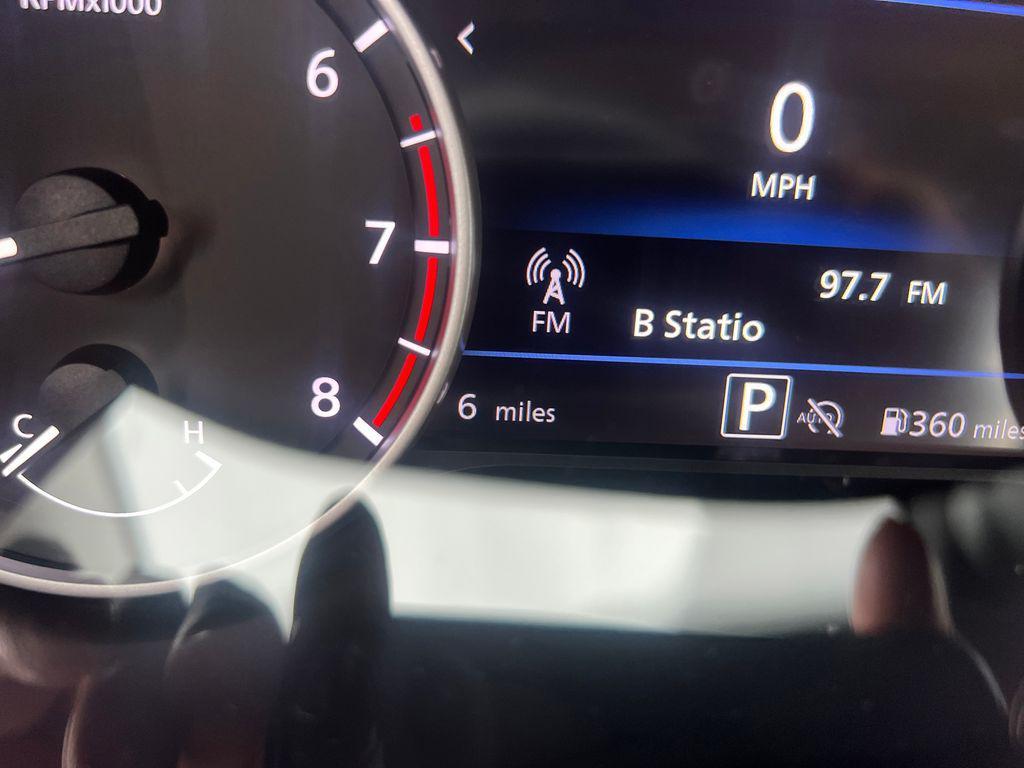 RPMx1000
6
7
8
C
H
<
0
MPH
97.7 FM
FM
B Statio
6 miles
P
AUTO
360 miles